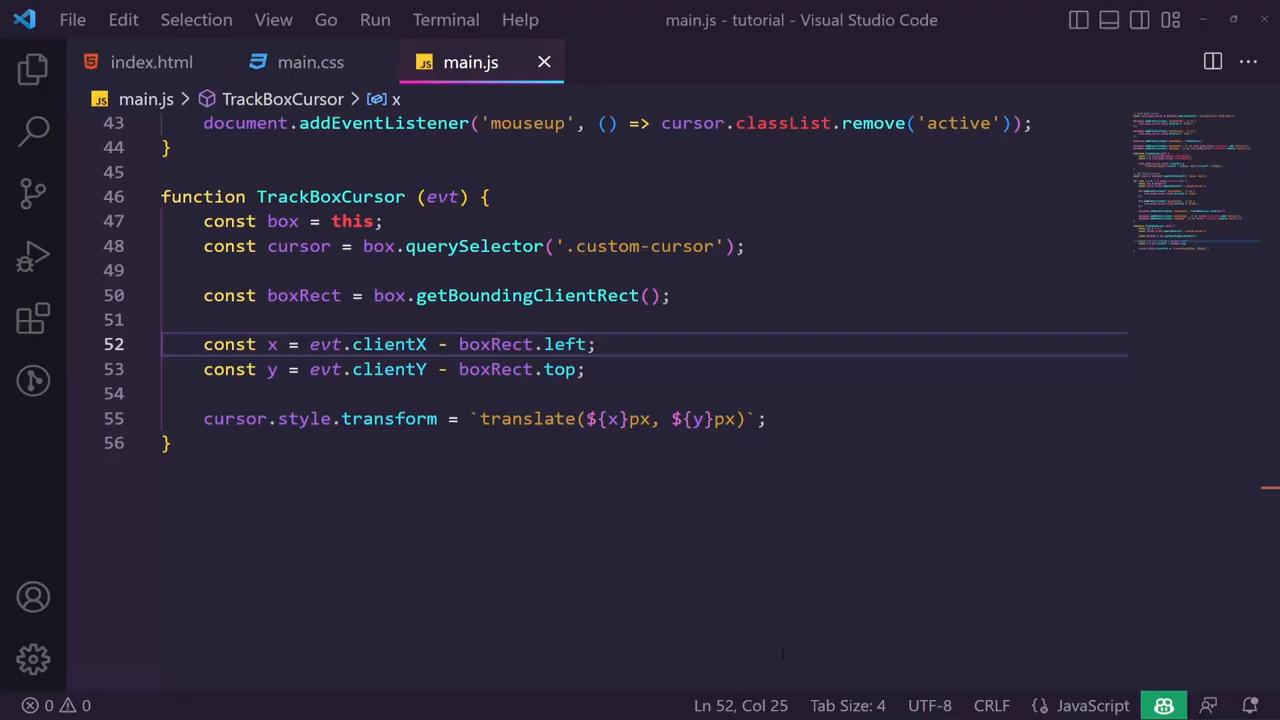 File Edit Selection View Go Run Terminal Help main.js - tutorial - Visual Studio Code
index.html main.css JS main.js
JS main.js > TrackBoxCursor > x
43 document.addEventListener('mouseup', () => cursor.classList.remove('active'));
44 }
45
46 function TrackBoxCursor (evt) {
47 const box = this;
48 const cursor = box.querySelector('.custom-cursor');
49
50 const boxRect = box.getBoundingClientRect();
51
52 const x = evt.clientX - boxRect.left;
53 const y = evt.clientY - boxRect.top;
54
55 cursor.style.transform = `translate(${x}px, ${y}px)`;
56 }
0 0 Ln 52, Col 25 Tab Size: 4 UTF-8 CRLF {} JavaScript